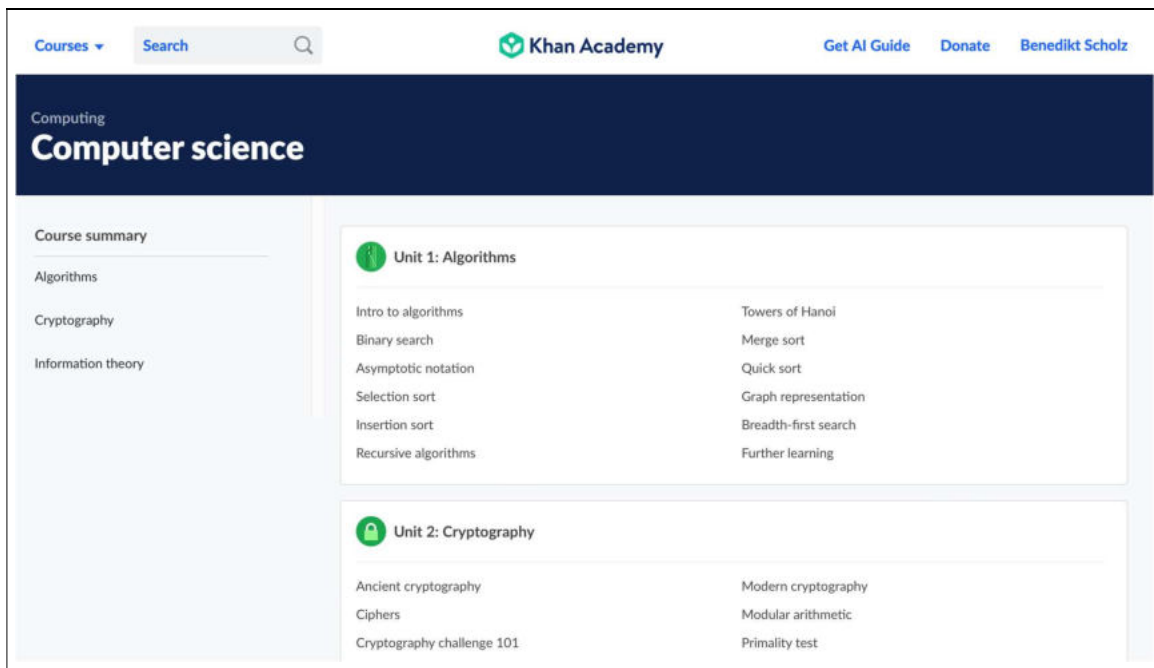 Courses
Search
Khan Academy
Get AI Guide
Donate
Benedikt Scholz
Computing
Computer science
Course summary
Algorithms
Cryptography
Information theory
Unit 1: Algorithms
Intro to algorithms
Binary search
Asymptotic notation
Selection sort
Insertion sort
Recursive algorithms
Towers of Hanoi
Merge sort
Quick sort
Graph representation
Breadth-first search
Further learning
Unit 2: Cryptography
Ancient cryptography
Ciphers
Cryptography challenge 101
Modern cryptography
Modular arithmetic
Primality test